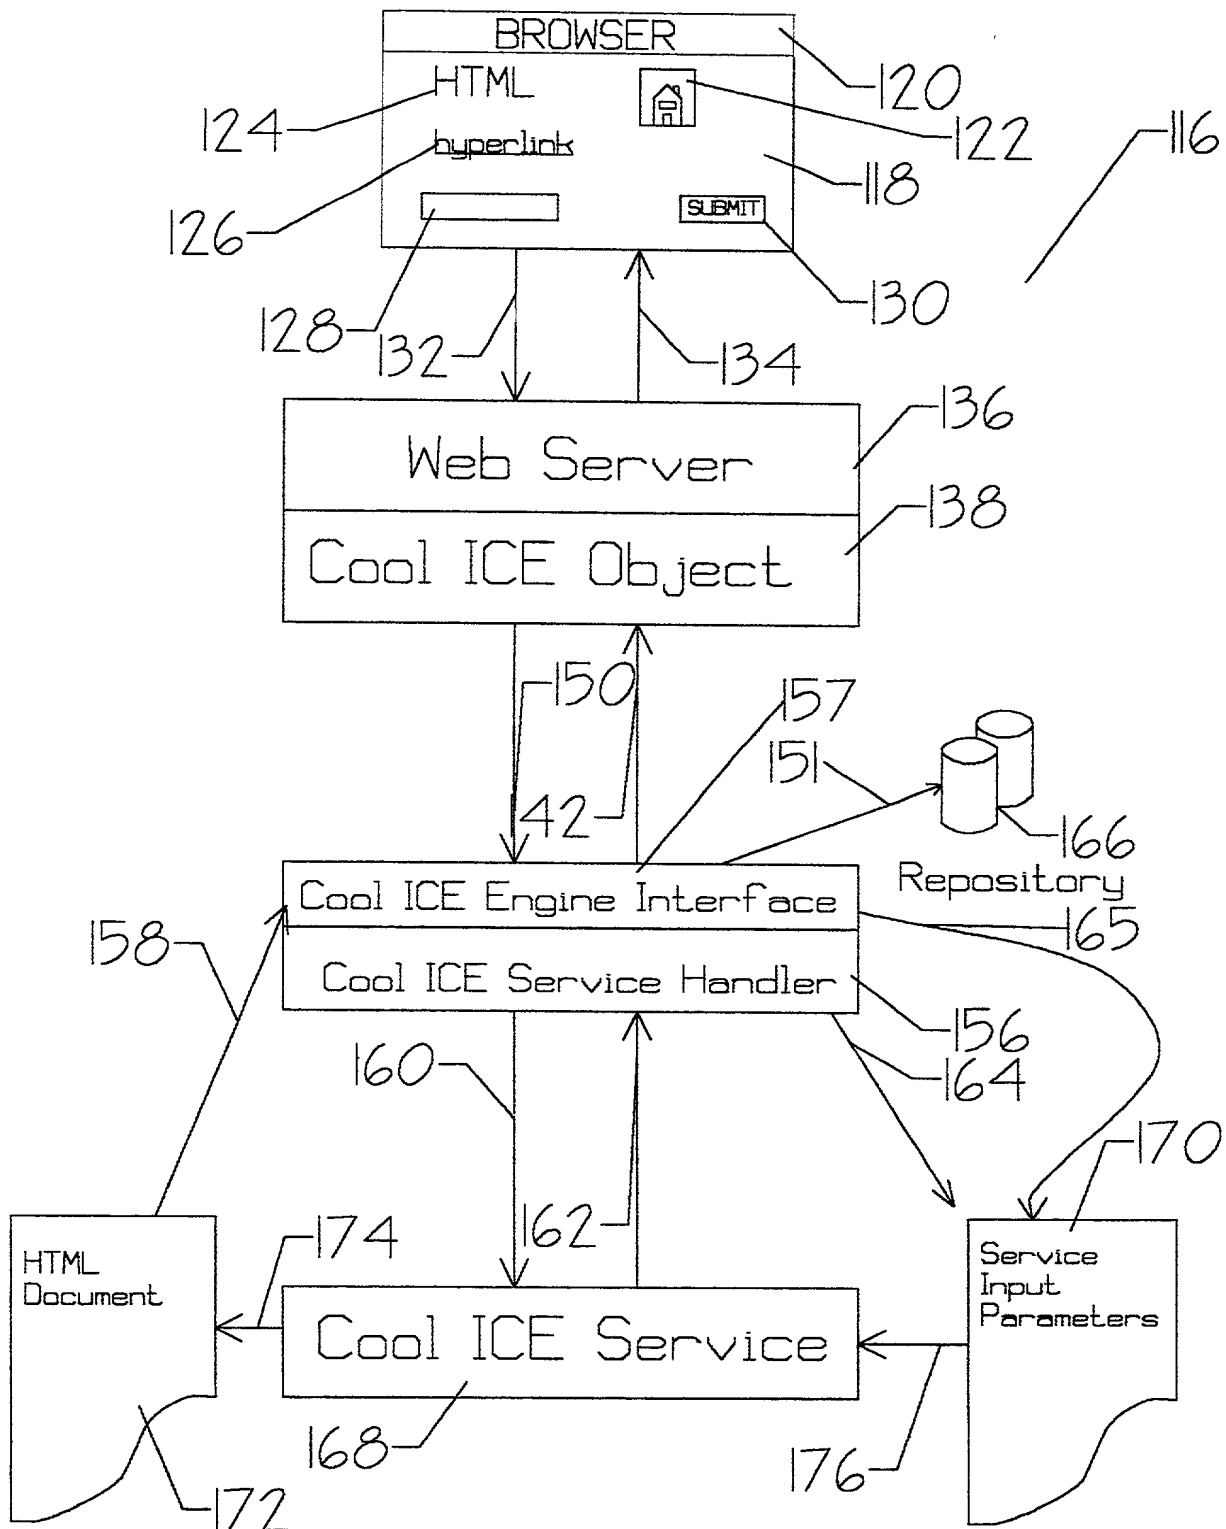 BROWSER
120
HTML
124
122
116
hyperlink
118
126
SUBMIT
128
130
132
134
136
Web Server
138
Cool ICE Object
150
157
151
142
166
Repository
Cool ICE Engine Interface
165
158
Cool ICE Service Handler
156
160
164
170
162
174
HTML
Document
Service
Input
Parameters
Cool ICE Service
168
176
172